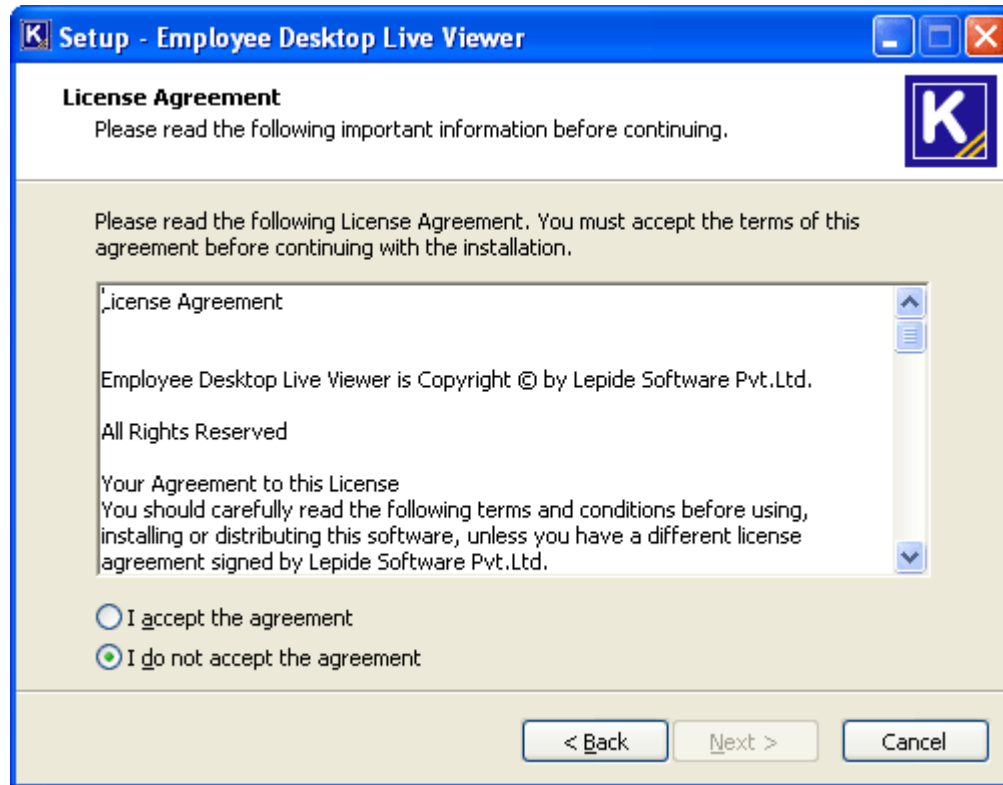 K Setup - Employee Desktop Live Viewer
License Agreement
Please read the following important information before continuing.
K
Please read the following License Agreement. You must accept the terms of this
agreement before continuing with the installation.
License Agreement
Employee Desktop Live Viewer is Copyright © by Lepide Software Pvt.Ltd.
All Rights Reserved
Your Agreement to this License
You should carefully read the following terms and conditions before using,
installing or distributing this software, unless you have a different license
agreement signed by Lepide Software Pvt.Ltd.
I accept the agreement
I do not accept the agreement
< Back Next > Cancel